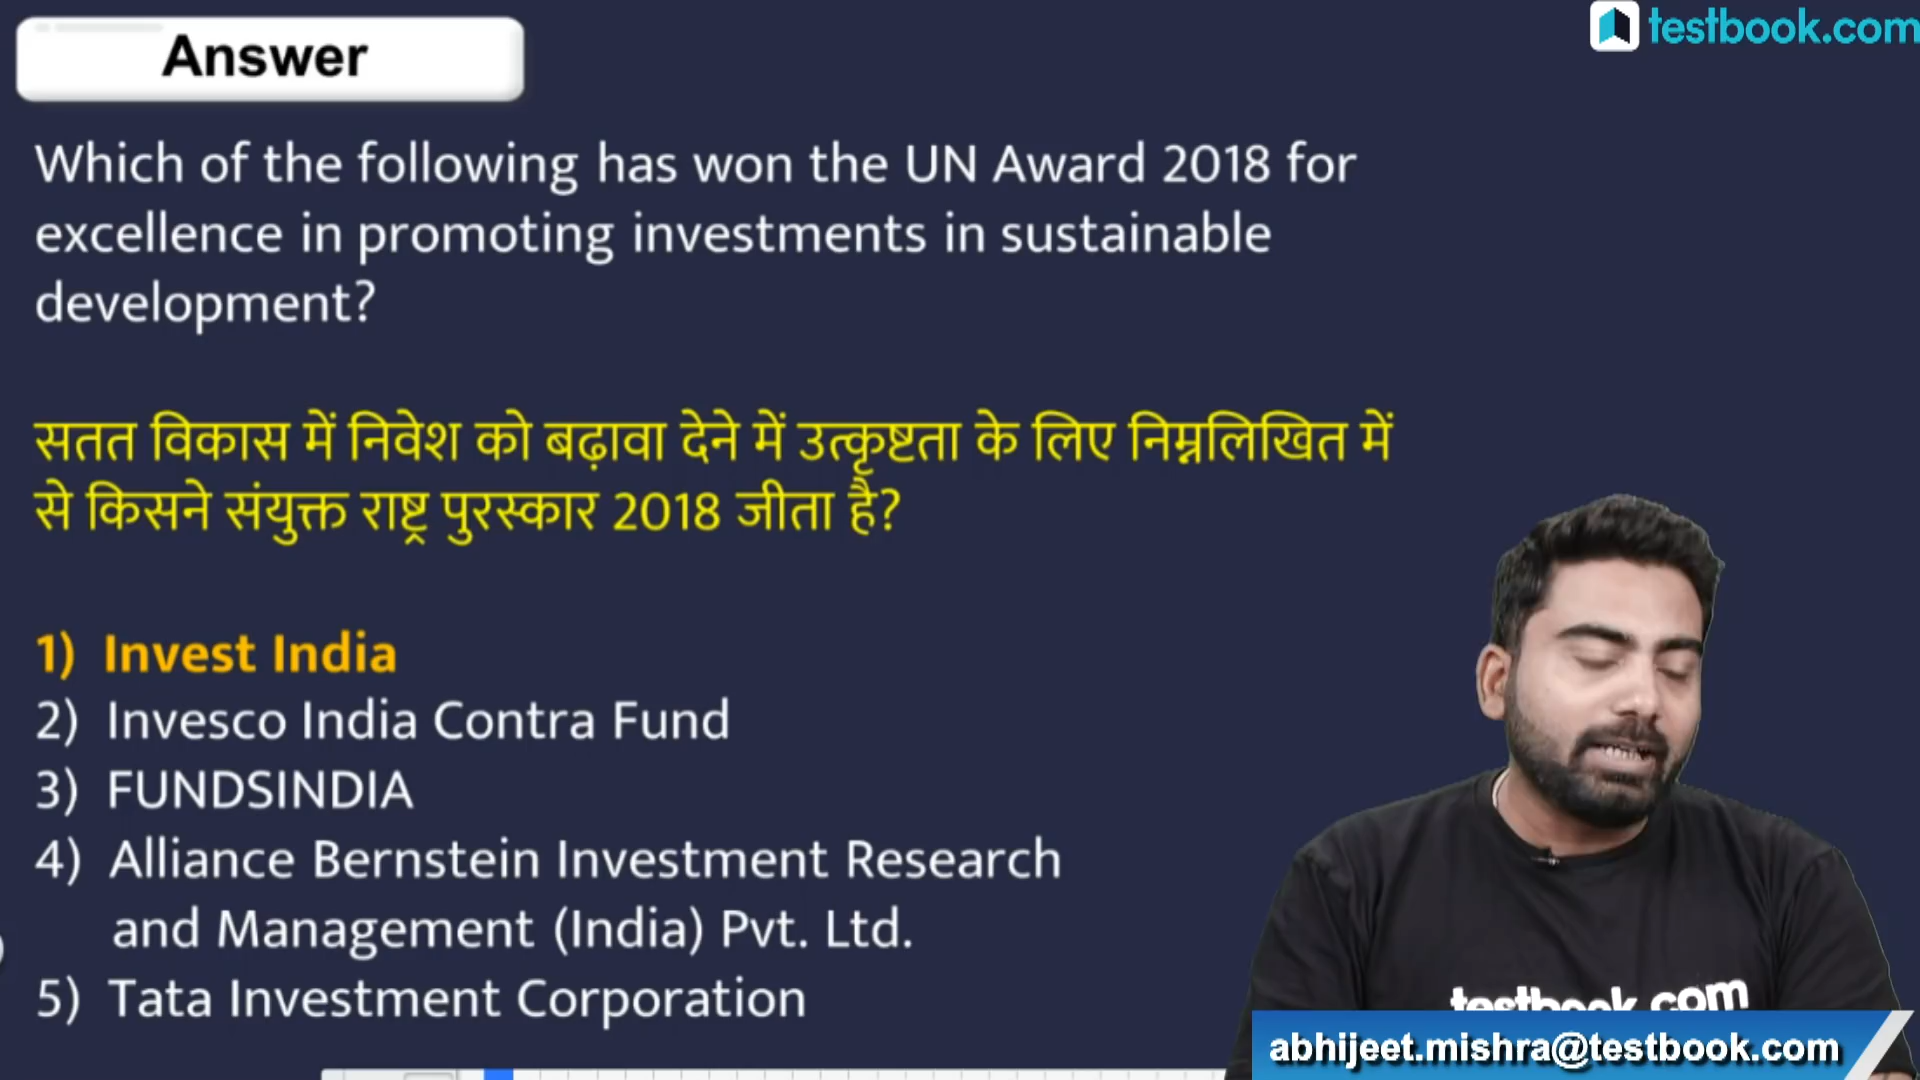 Answer
testbook.com
Which of the following has won the UN Award 2018 for
excellence in promoting investments in sustainable
development?
सतत विकास में निवेश को बढ़ावा देने में उत्कृष्टता के लिए निम्नलिखित में
से किसने संयुक्त राष्ट्र पुरस्कार 2018 जीता है?
1) Invest India
2) Invesco India Contra Fund
3) FUNDSINDIA
4) Alliance Bernstein Investment Research
and Management (India) Pvt. Ltd.
5) Tata Investment Corporation
testbook.com
abhijeet.mishra@testbook.com